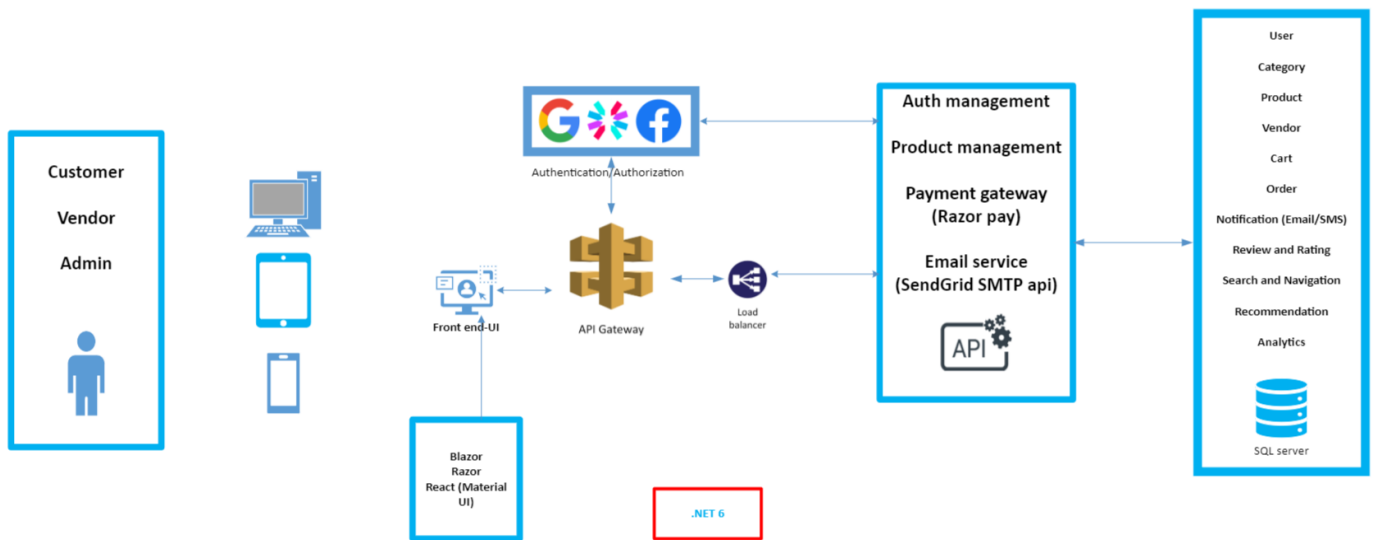 Customer
Vendor
Admin
Front end-UI
Blazor
Razor
React (Material
UI)
Authentication/Authorization
API Gateway
Load
balancer
.NET 6
Auth management
Product management
Payment gateway
(Razor pay)
Email service
(SendGrid SMTP api)
API
User
Category
Product
Vendor
Cart
Order
Notification (Email/SMS)
Review and Rating
Search and Navigation
Recommendation
Analytics
SQL server